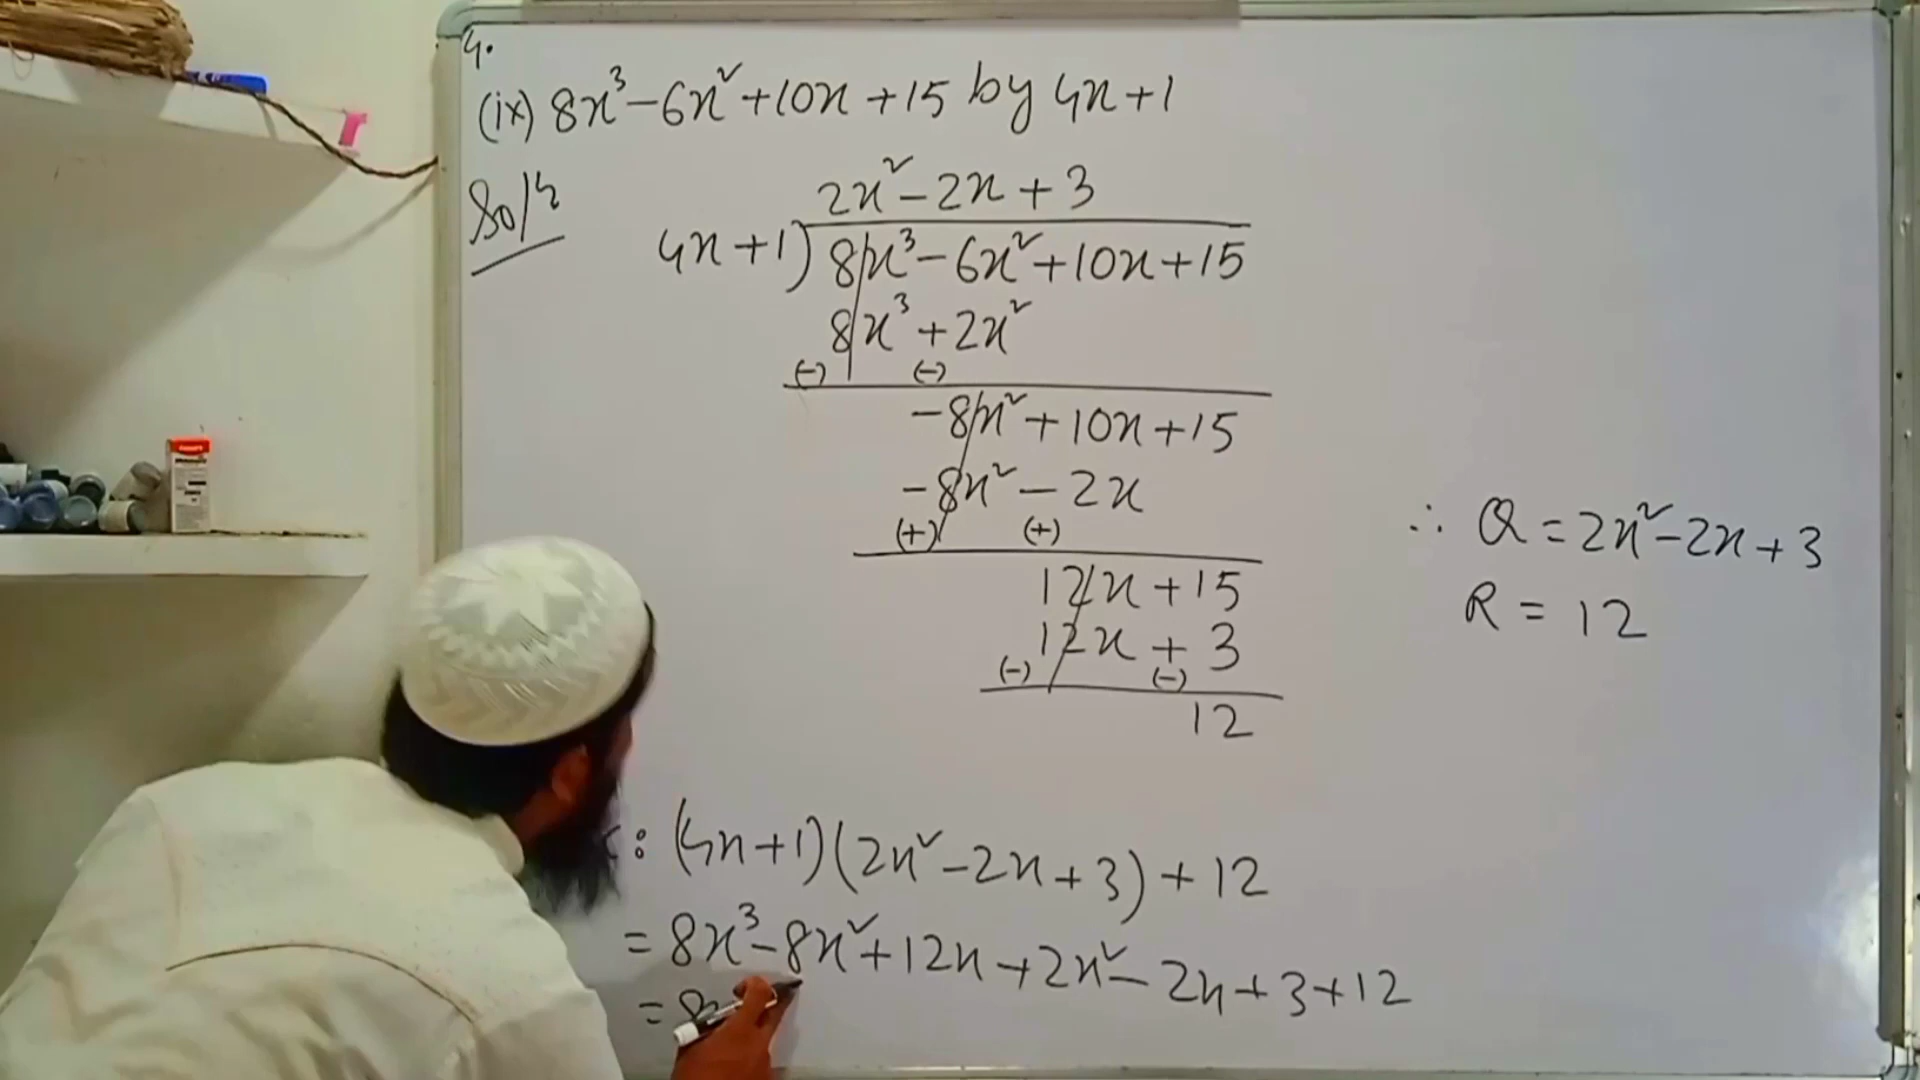 4.
(ix) 8x³-6x²+10x+15 by 4x+1
Solⁿ
2x²-2x+3
4x+1)8x³-6x²+10x+15
8x³+2x²
(-) (-)
-8x²+10x+15
-8x²-2x
(+) (+)
12x+15
12x+3
(-) (-)
12
∴ Q=2x²-2x+3
R=12
: (4x+1)(2x²-2x+3)+12
=8x³-8x²+12x+2x²-2x+3+12
=8